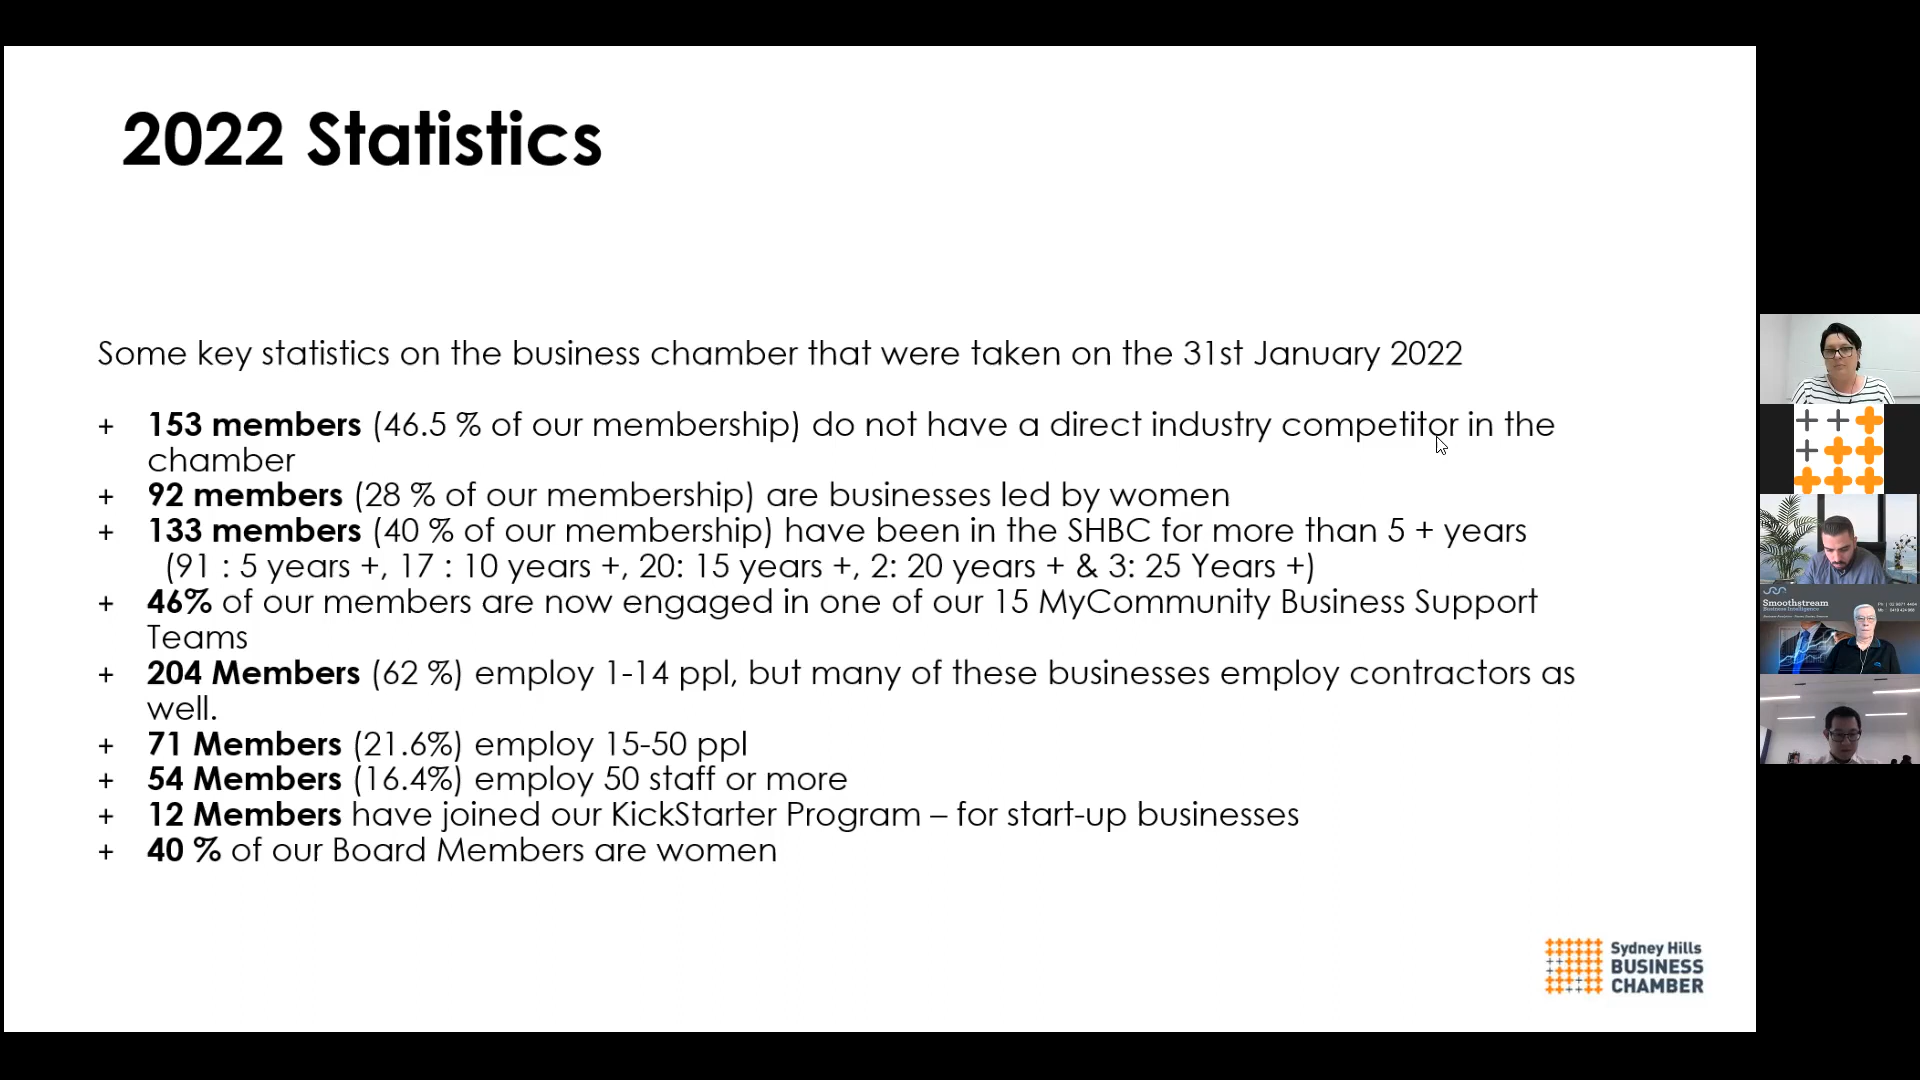 2022 Statistics
Some key statistics on the business chamber that were taken on the 31st January 2022
+ 153 members (46.5 % of our membership) do not have a direct industry competitor in the
chamber
+ 92 members (28 % of our membership) are businesses led by women
+ 133 members (40 % of our membership) have been in the SHBC for more than 5 + years
(91 : 5 years +, 17 : 10 years +, 20: 15 years +, 2: 20 years + & 3: 25 Years +)
+ 46% of our members are now engaged in one of our 15 MyCommunity Business Support
Teams
+ 204 Members (62 %) employ 1-14 ppl, but many of these businesses employ contractors as
well.
+ 71 Members (21.6%) employ 15-50 ppl
+ 54 Members (16.4%) employ 50 staff or more
+ 12 Members have joined our KickStarter Program – for start-up businesses
+ 40 % of our Board Members are women
Sydney Hills
BUSINESS
CHAMBER
Smoothstream
Business Intelligence